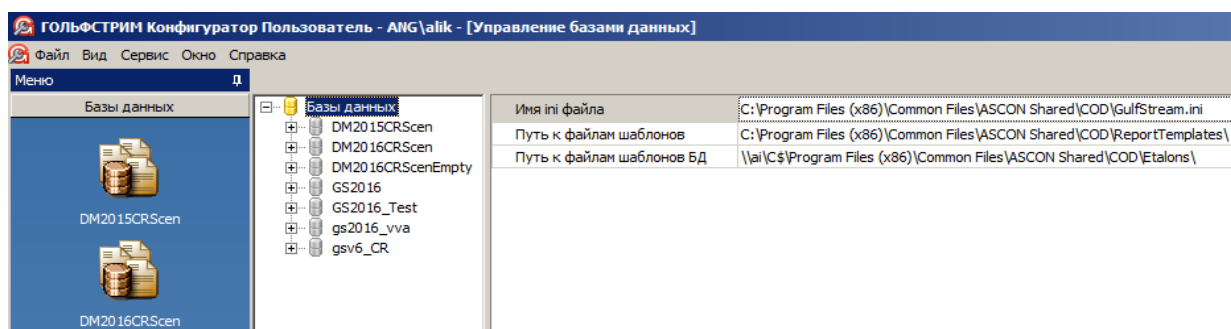 ГОЛЬФСТРИМ Конфигуратор Пользователь - ANG\alik - [Управление базами данных]
Файл Вид Сервис Окно Справка
Меню
Базы данных
DM2015CRScen
DM2016CRScen
Базы данных
DM2015CRScen
DM2016CRScen
DM2016CRScenEmpty
GS2016
GS2016_Test
gs2016_vva
gsv6_CR
Имя ini файла C:\Program Files (x86)\Common Files\ASCON Shared\COD\GulfStream.ini
Путь к файлам шаблонов C:\Program Files (x86)\Common Files\ASCON Shared\COD\ReportTemplates\
Путь к файлам шаблонов БД \\ai\C$\Program Files (x86)\Common Files\ASCON Shared\COD\Etalons\